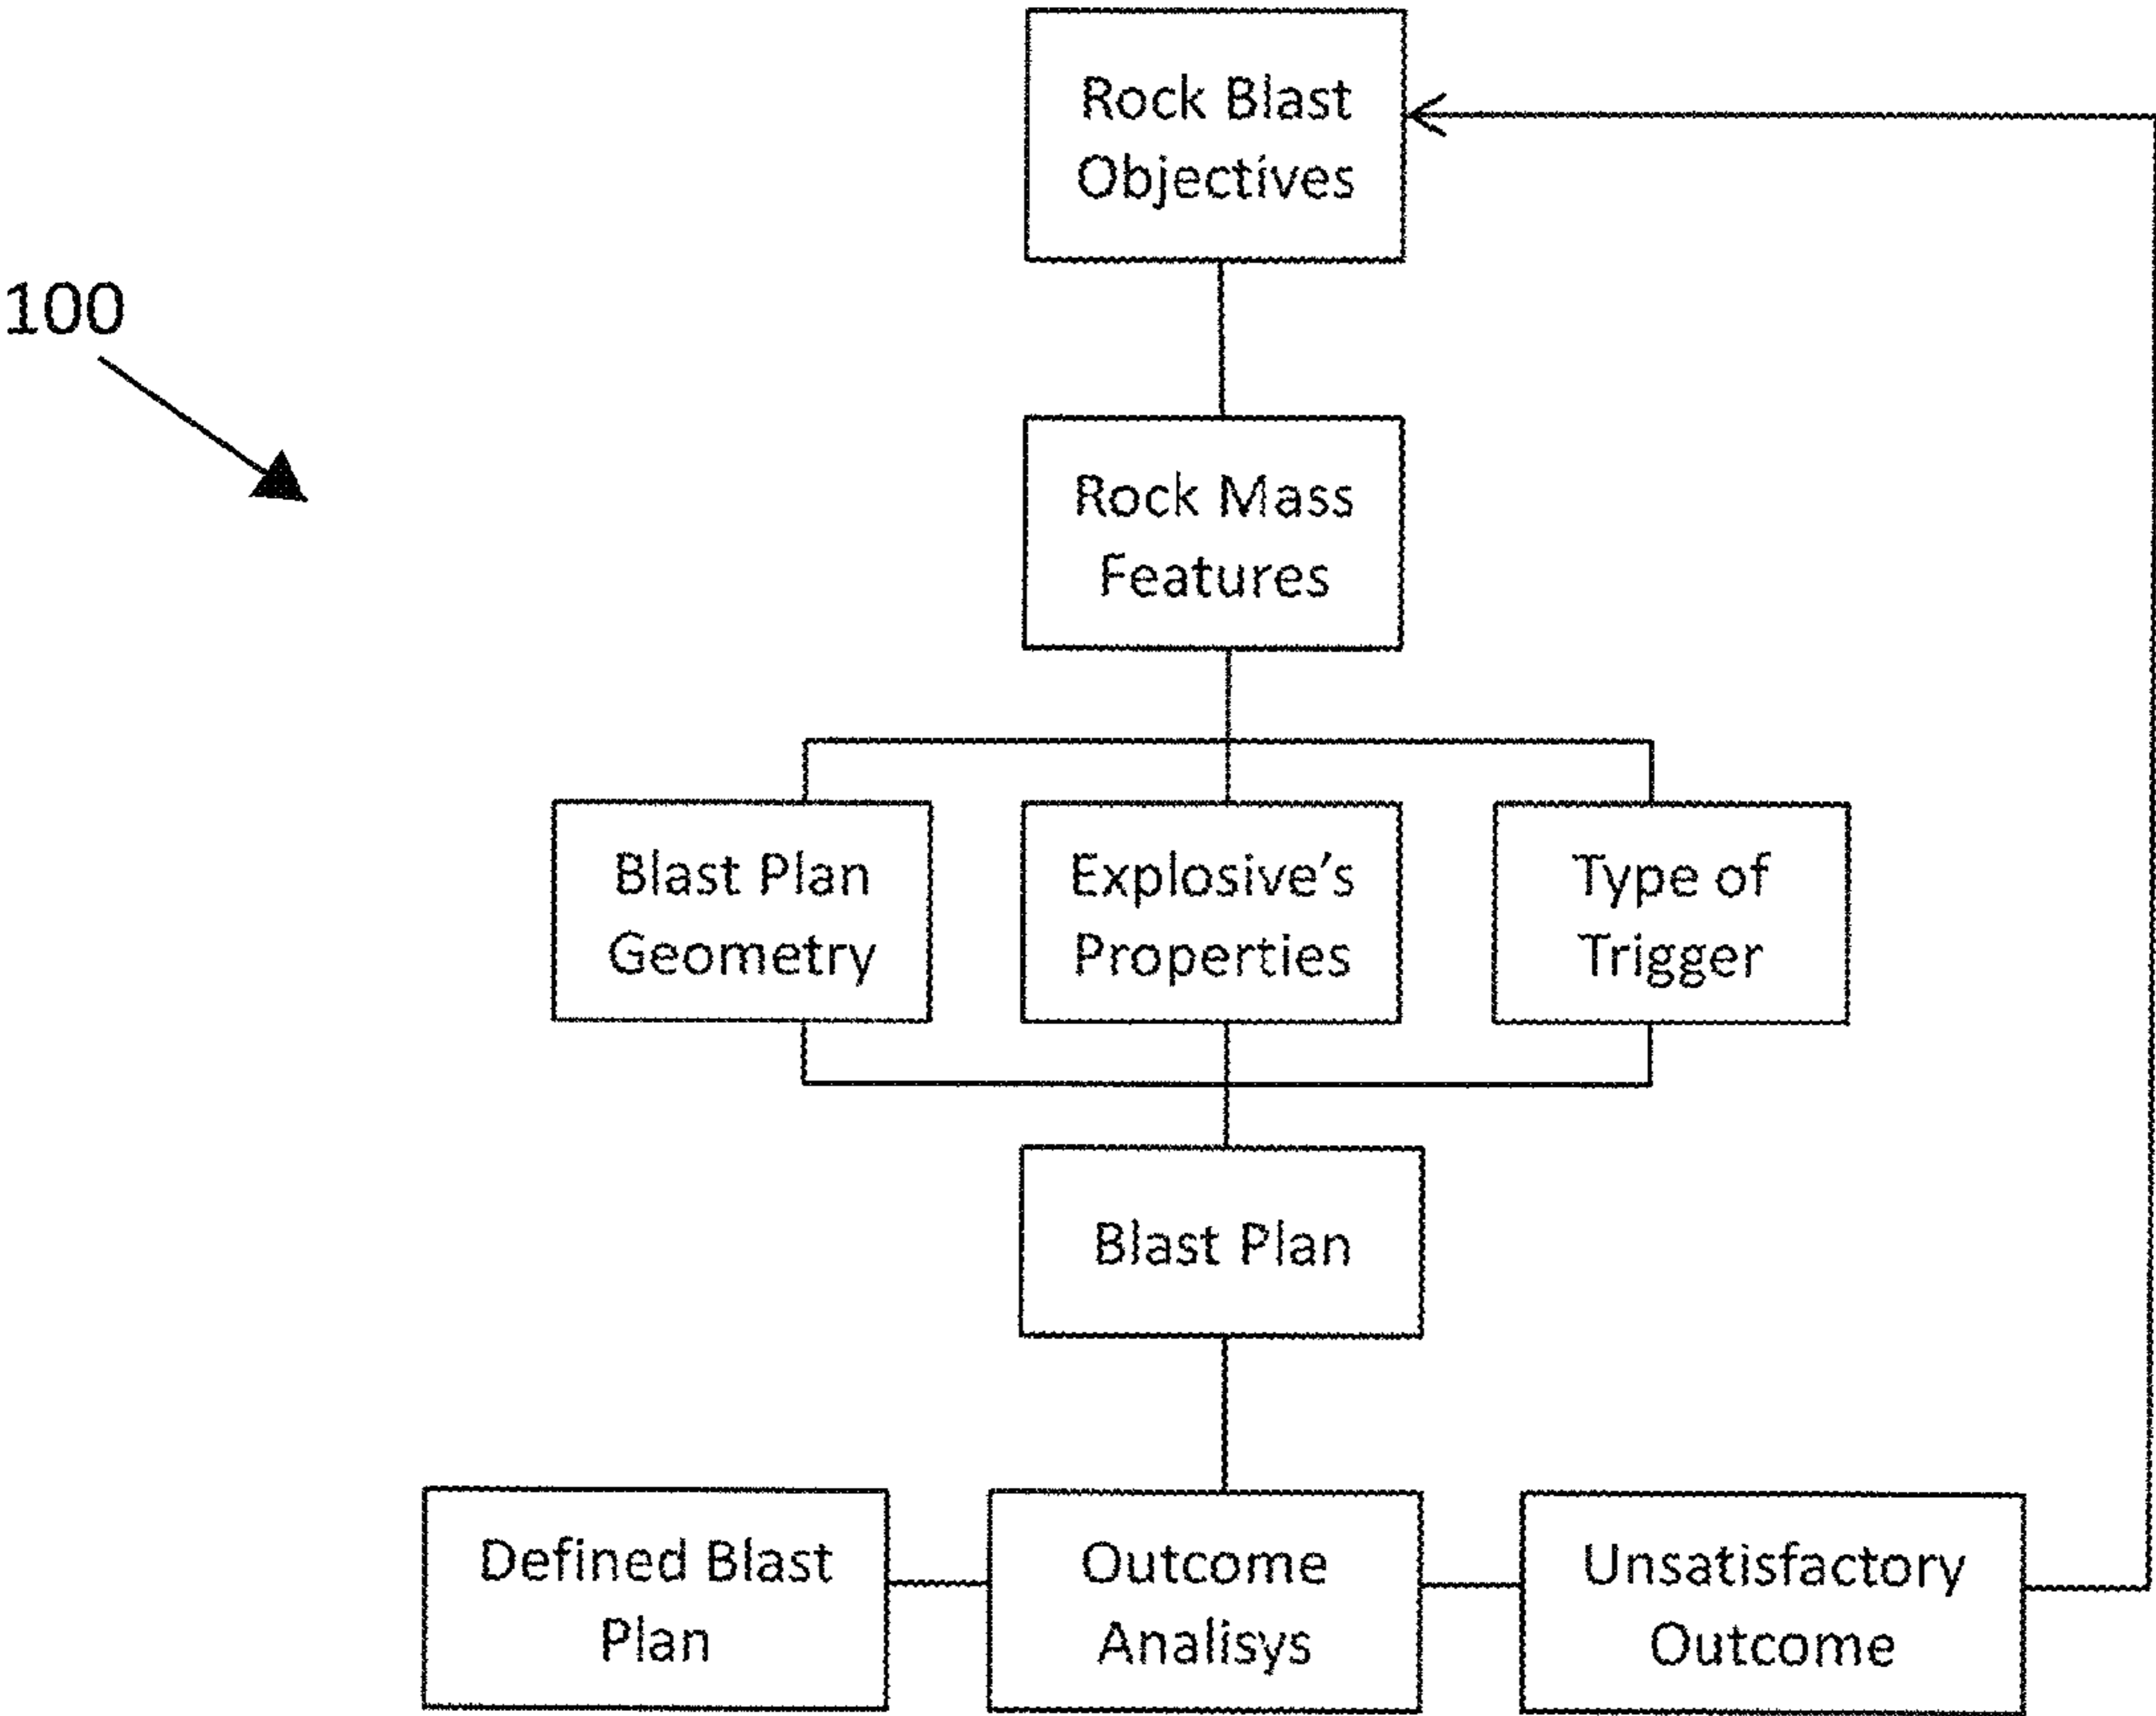 Rock Blast
Objectives
100
Rock Mass
Features
Blast Plan
Geometry
Explosive's
Properties
Type of
Trigger
Blast Plan
Defined Blast
Plan
Outcome
Analisys
Unsatisfactory
Outcome